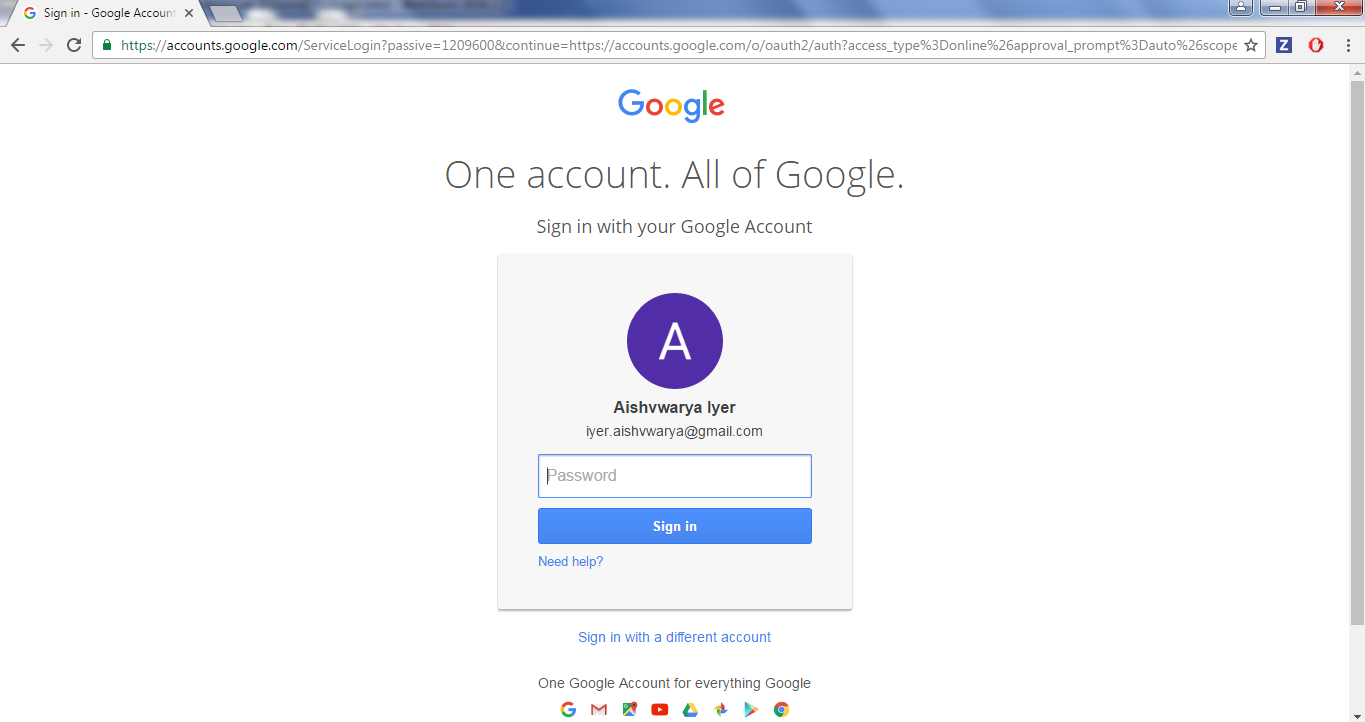 Sign in - Google Account
https://accounts.google.com/ServiceLogin?passive=1209600&continue=https://accounts.google.com/o/oauth2/auth?access_type%3Donline%26approval_prompt%3Dauto%26scope
Z
Google
One account. All of Google.
Sign in with your Google Account
A
Aishvwarya Iyer
iyer.aishvwarya@gmail.com
Password
Sign in
Need help?
Sign in with a different account
One Google Account for everything Google